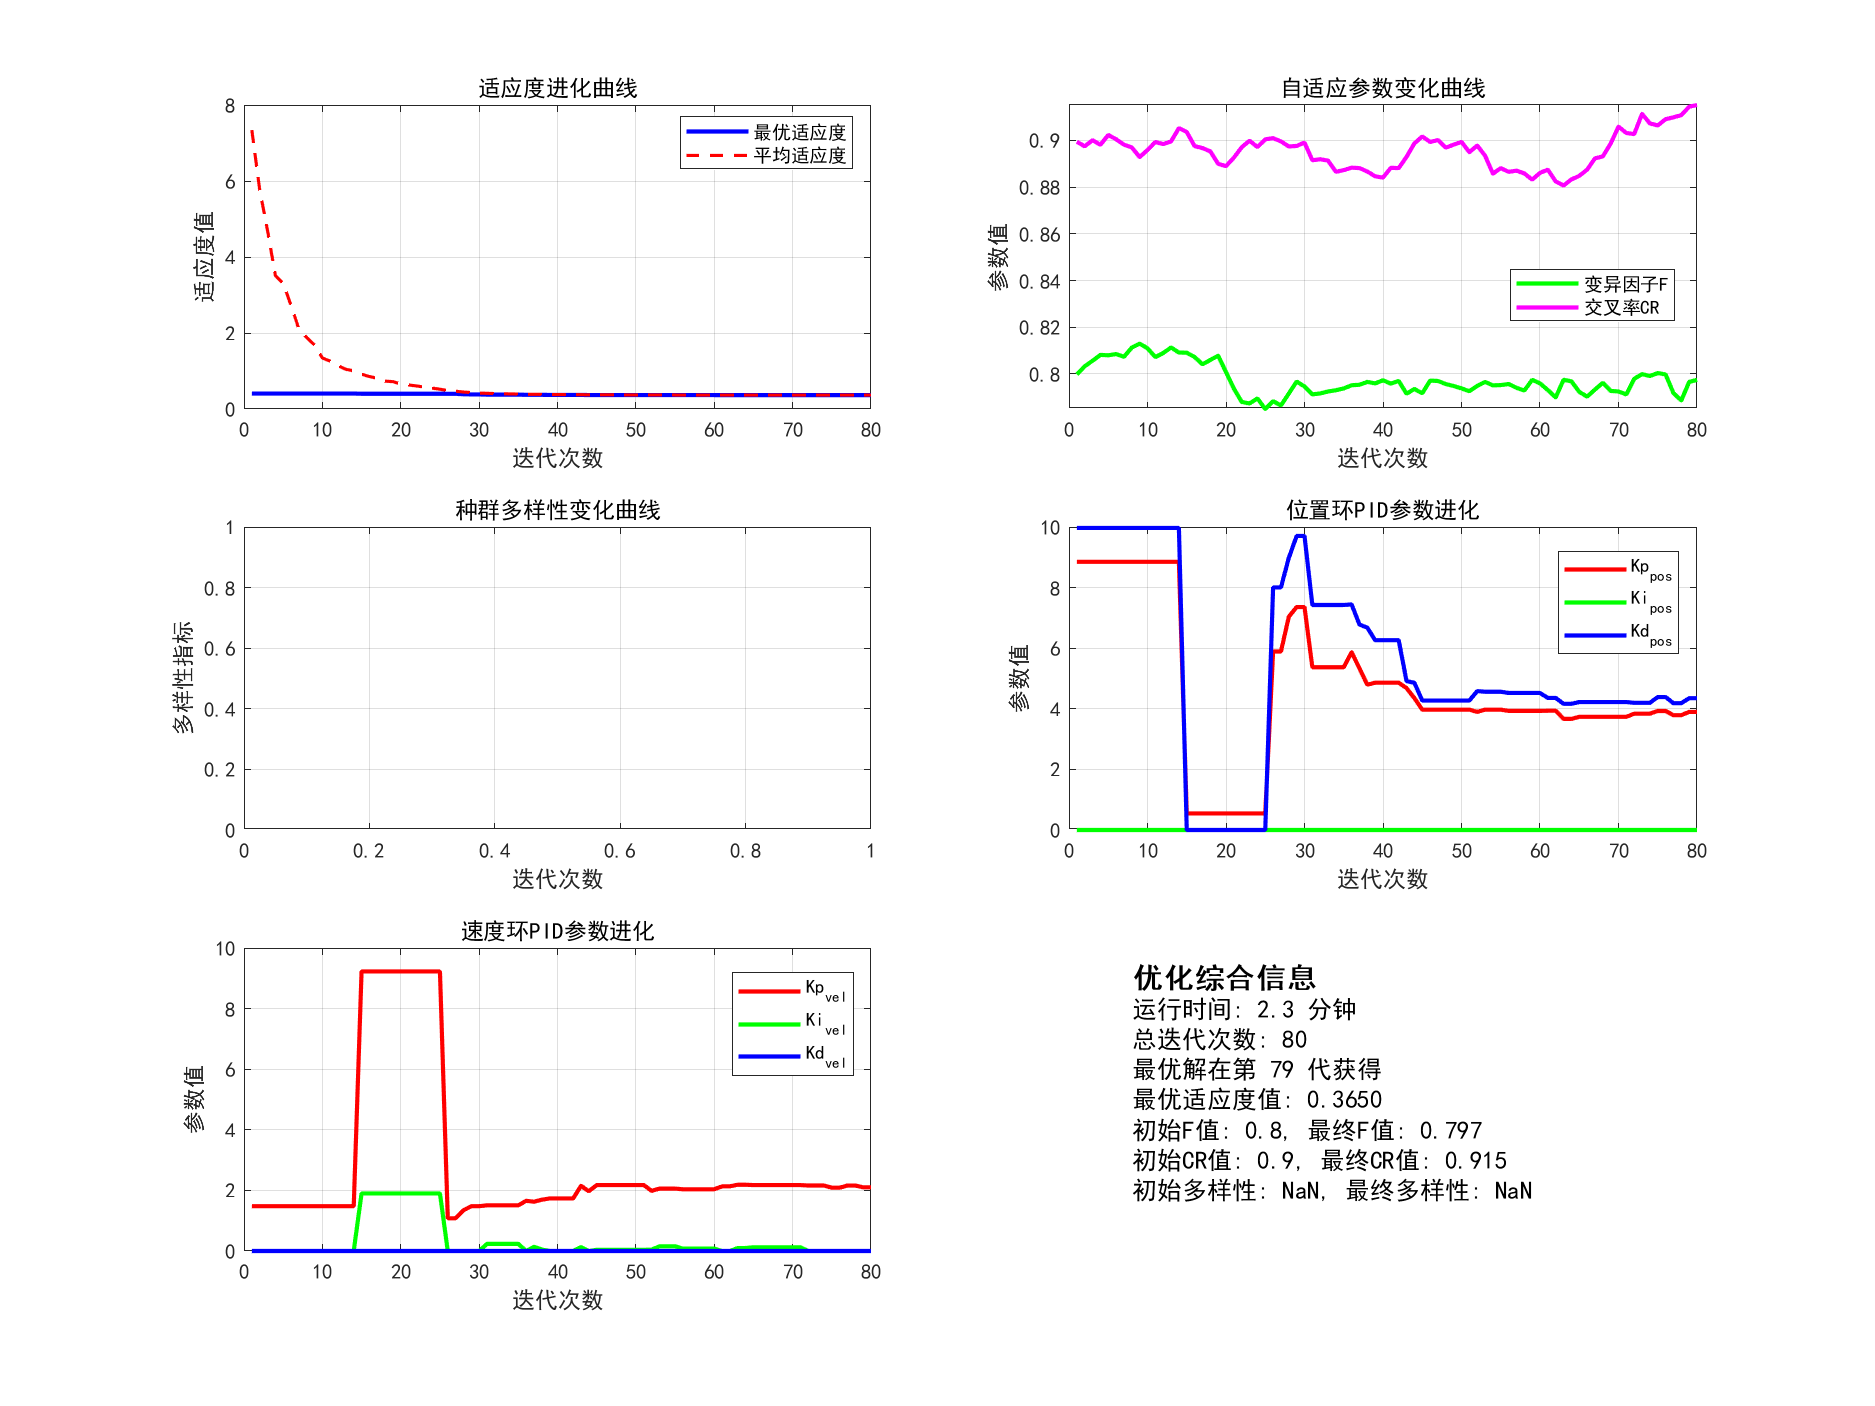 适应度进化曲线
8
6
4
2
0
适应度值
最优适应度
平均适应度
0 10 20 30 40 50 60 70 80
迭代次数
自适应参数变化曲线
0.9
0.88
0.86
0.84
0.82
0.8
参数值
变异因子F
交叉率CR
0 10 20 30 40 50 60 70 80
迭代次数
种群多样性变化曲线
1
0.8
0.6
0.4
0.2
0
多样性指标
0 0.2 0.4 0.6 0.8 1
迭代次数
位置环PID参数进化
10
8
6
4
2
0
参数值
Kp_pos
Ki_pos
Kd_pos
0 10 20 30 40 50 60 70 80
迭代次数
速度环PID参数进化
10
8
6
4
2
0
参数值
Kp_vel
Ki_vel
Kd_vel
0 10 20 30 40 50 60 70 80
迭代次数
优化综合信息
运行时间: 2.3 分钟
总迭代次数: 80
最优解在第 79 代获得
最优适应度值: 0.3650
初始F值: 0.8, 最终F值: 0.797
初始CR值: 0.9, 最终CR值: 0.915
初始多样性: NaN, 最终多样性: NaN